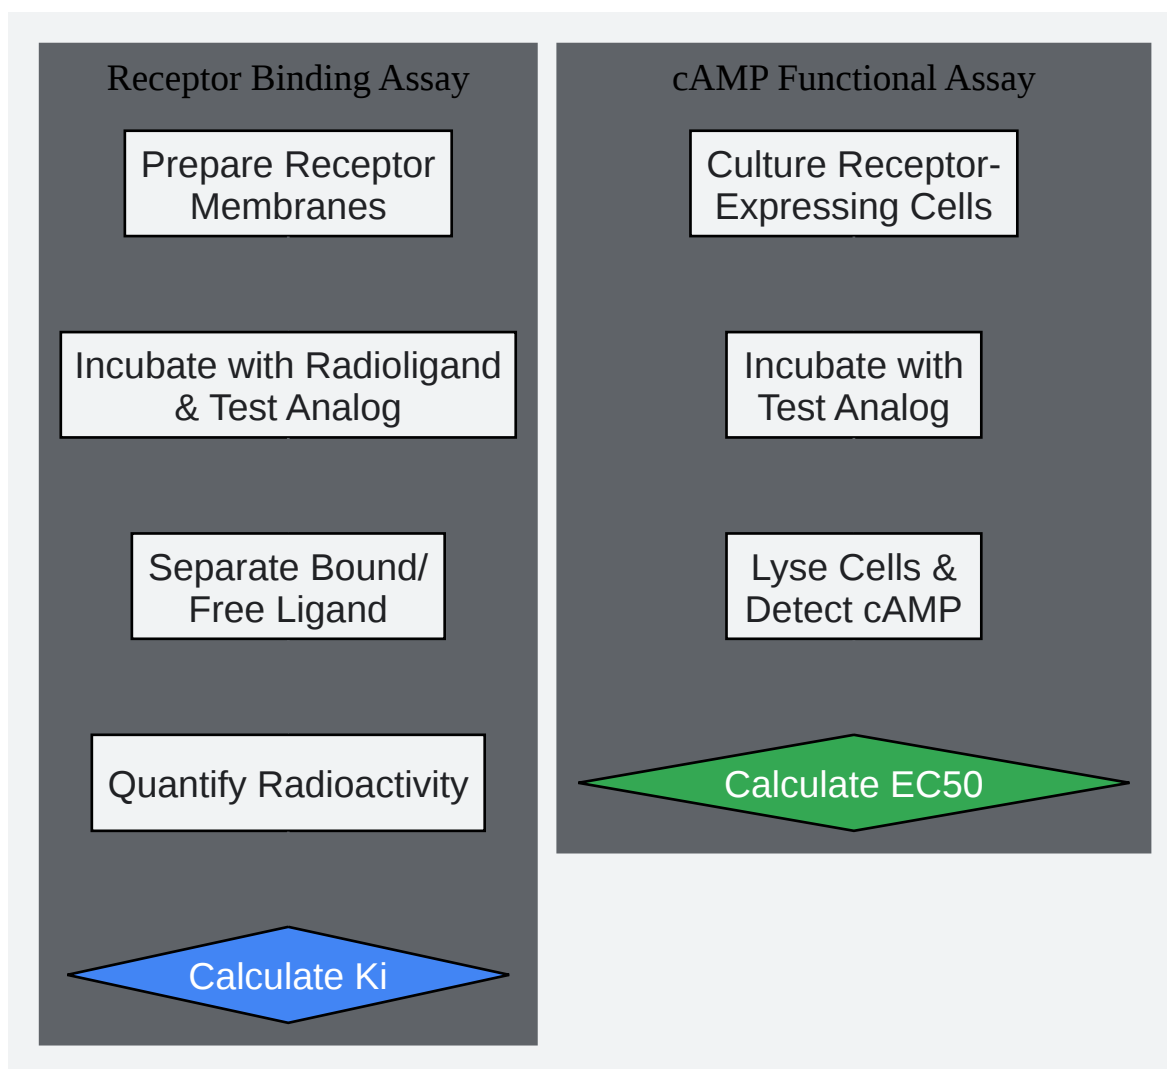 Receptor Binding Assay
Prepare Receptor
Membranes
Incubate with Radioligand
& Test Analog
Separate Bound/
Free Ligand
Quantify Radioactivity
Calculate Ki
cAMP Functional Assay
Culture Receptor-
Expressing Cells
Incubate with
Test Analog
Lyse Cells &
Detect cAMP
Calculate EC50